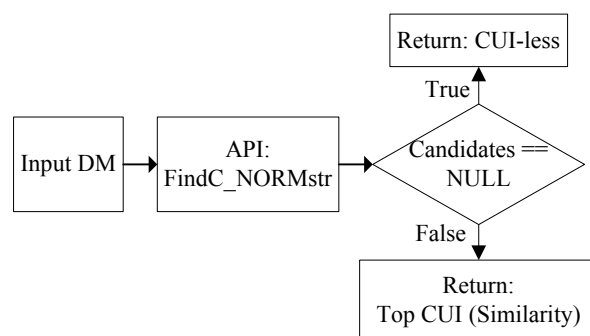 Return: CUI-less
True
Input DM
API:
FindC_NORMstr
Candidates ==
NULL
False
Return:
Top CUI (Similarity)